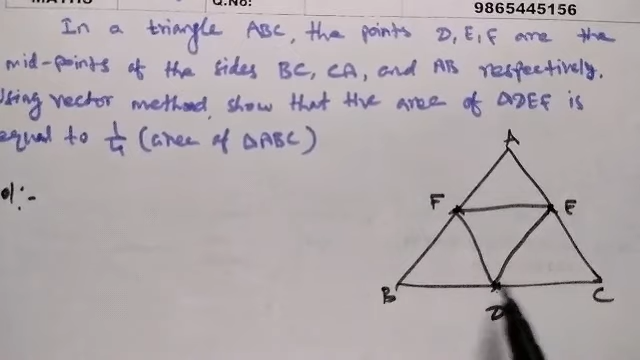 MATHS Q.No: 9865445156
In a triangle ABC, the points D, E, F are the
mid-points of the sides BC, CA, and AB respectively.
Using vector method, show that the area of ΔDEF is
equal to 1/4 (area of ΔABC)
ol:-
A
F E
B D C